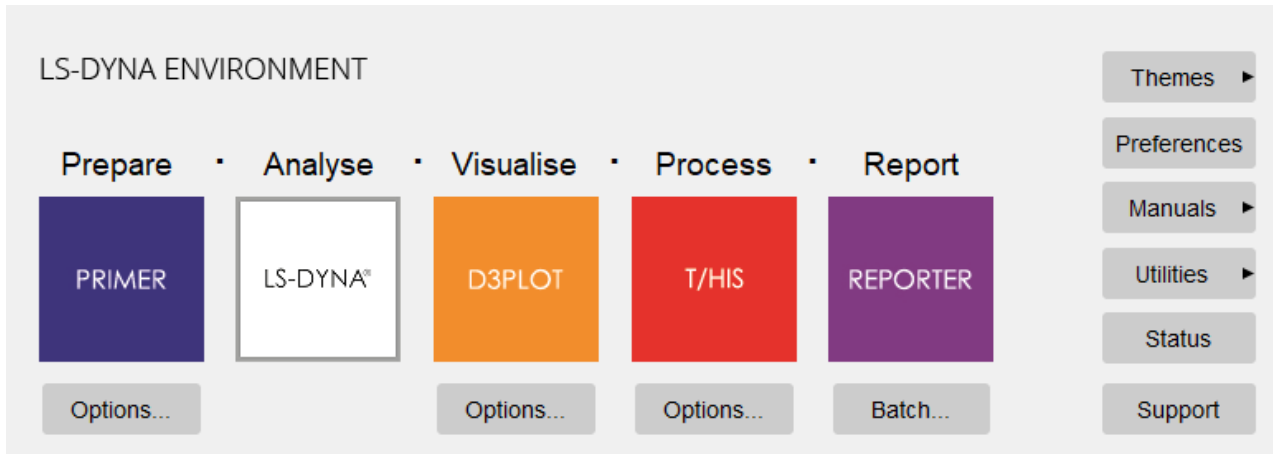 LS-DYNA ENVIRONMENT
Themes
Preferences
Prepare · Analyse · Visualise · Process · Report
Manuals
PRIMER LS-DYNA® D3PLOT T/HIS REPORTER
Utilities
Status
Options... Options... Options... Batch...
Support